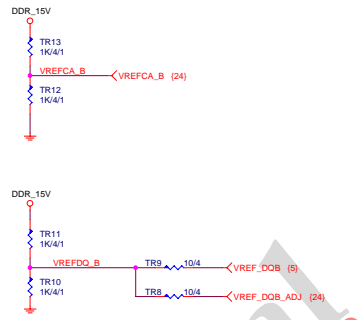 DDR_15V
TR13
1K/4/1
VREFCA_B
VREFCA_B {24}
TR12
1K/4/1
DDR_15V
TR11
1K/4/1
VREFDQ_B TR9 10/4 VREF_DQB {5}
TR10
1K/4/1
TR8 10/4 VREF_DQB_ADJ {24}